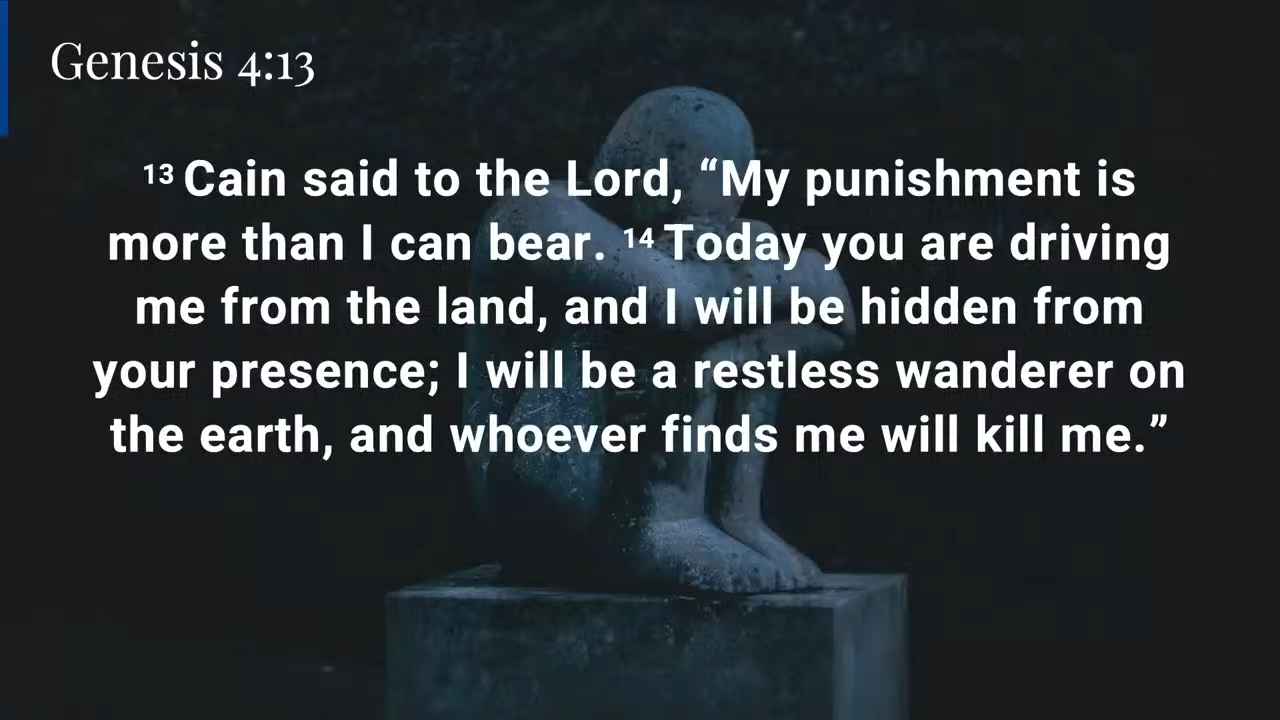 Genesis 4:13
¹³ Cain said to the Lord, “My punishment is
more than I can bear. ¹⁴ Today you are driving
me from the land, and I will be hidden from
your presence; I will be a restless wanderer on
the earth, and whoever finds me will kill me.”